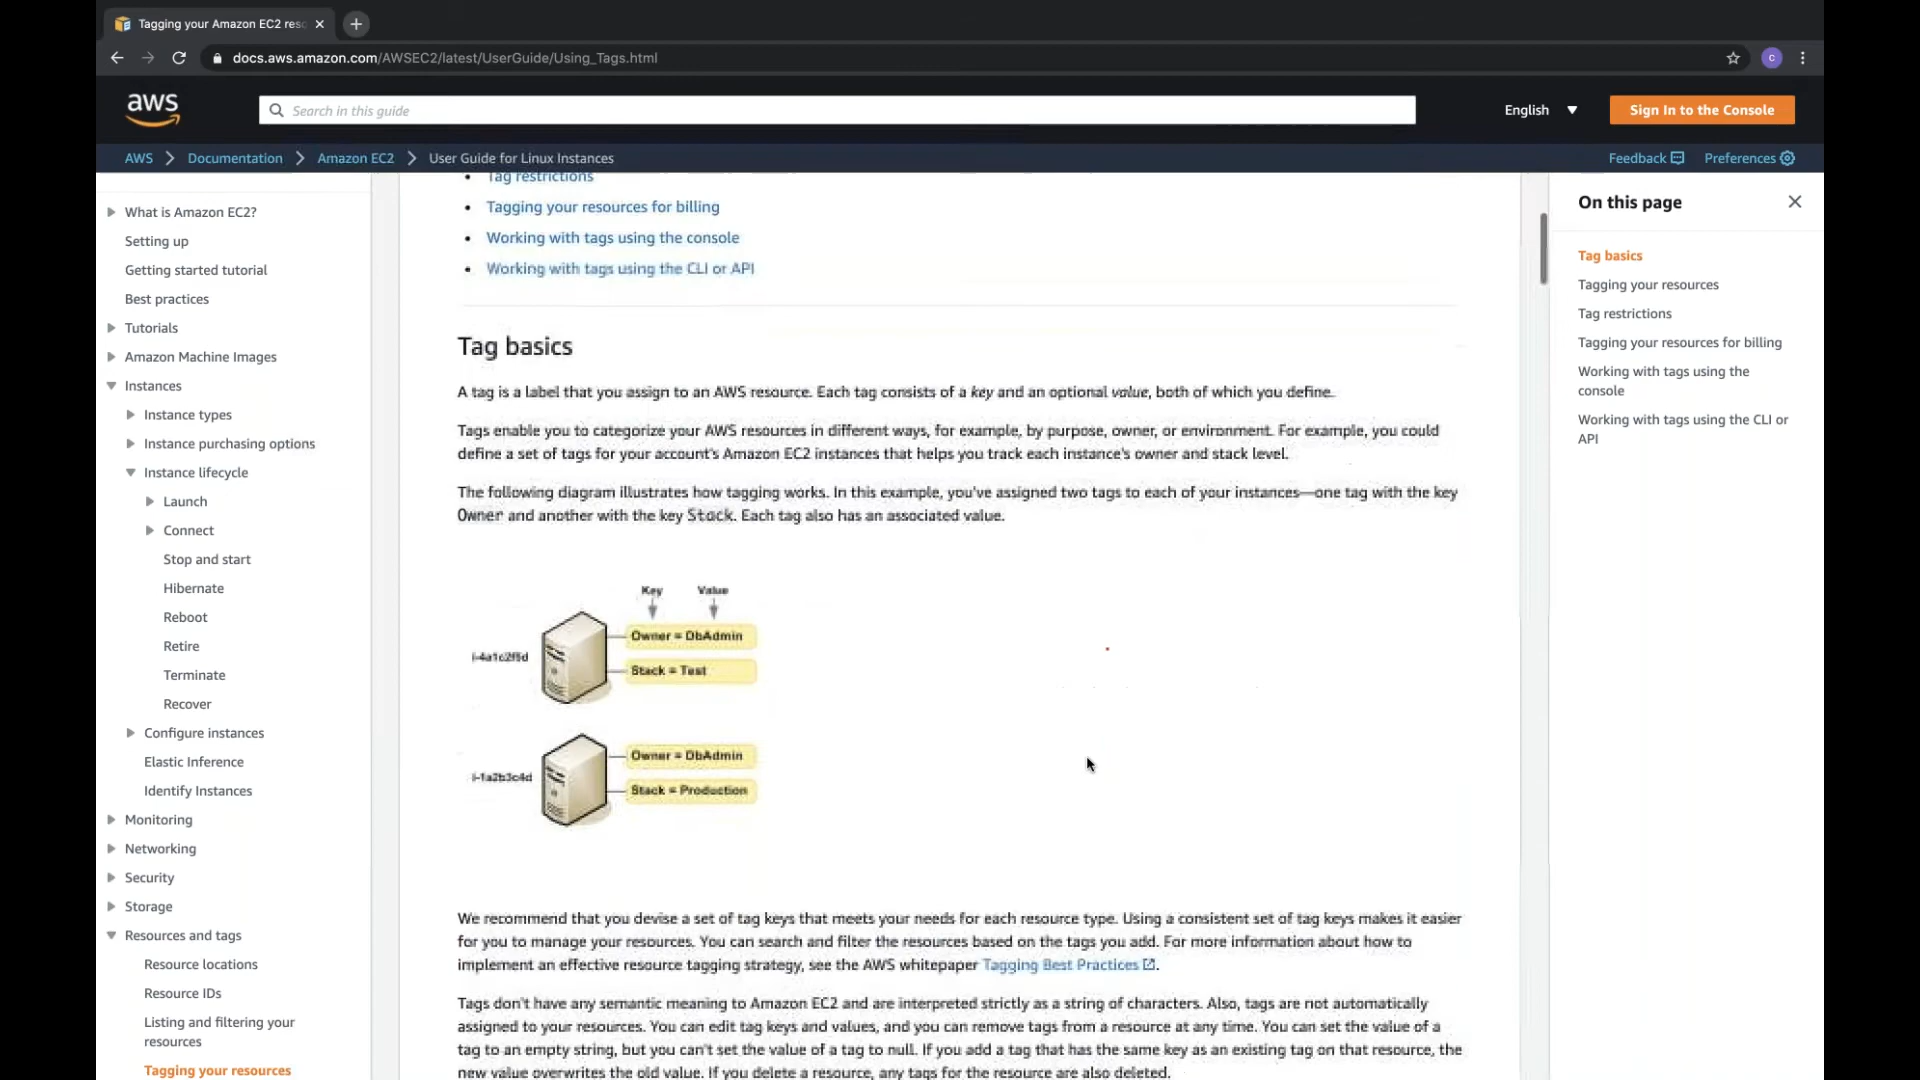 Tagging your Amazon EC2 reso
docs.aws.amazon.com/AWSEC2/latest/UserGuide/Using_Tags.html
C
aws
Search in this guide
English
Sign In to the Console
AWS
Documentation
Amazon EC2
User Guide for Linux Instances
Feedback
Preferences
What is Amazon EC2?
Setting up
Getting started tutorial
Best practices
Tutorials
Amazon Machine Images
Instances
Instance types
Instance purchasing options
Instance lifecycle
Launch
Connect
Stop and start
Hibernate
Reboot
Retire
Terminate
Recover
Configure instances
Elastic Inference
Identify Instances
Monitoring
Networking
Security
Storage
Resources and tags
Resource locations
Resource IDs
Listing and filtering your
resources
Tagging your resources
Tag restrictions
Tagging your resources for billing
Working with tags using the console
Working with tags using the CLI or API
Tag basics
A tag is a label that you assign to an AWS resource. Each tag consists of a key and an optional value, both of which you define.
Tags enable you to categorize your AWS resources in different ways, for example, by purpose, owner, or environment. For example, you could
define a set of tags for your account's Amazon EC2 instances that helps you track each instance's owner and stack level.
The following diagram illustrates how tagging works. In this example, you've assigned two tags to each of your instances—one tag with the key
Owner and another with the key Stack. Each tag also has an associated value.
Key
Value
i-4a1c2f5d
Owner = DbAdmin
Stack = Test
i-1a2b3c4d
Owner = DbAdmin
Stack = Production
We recommend that you devise a set of tag keys that meets your needs for each resource type. Using a consistent set of tag keys makes it easier
for you to manage your resources. You can search and filter the resources based on the tags you add. For more information about how to
implement an effective resource tagging strategy, see the AWS whitepaper Tagging Best Practices.
Tags don't have any semantic meaning to Amazon EC2 and are interpreted strictly as a string of characters. Also, tags are not automatically
assigned to your resources. You can edit tag keys and values, and you can remove tags from a resource at any time. You can set the value of a
tag to an empty string, but you can't set the value of a tag to null. If you add a tag that has the same key as an existing tag on that resource, the
new value overwrites the old value. If you delete a resource, any tags for the resource are also deleted.
On this page
Tag basics
Tagging your resources
Tag restrictions
Tagging your resources for billing
Working with tags using the
console
Working with tags using the CLI or
API